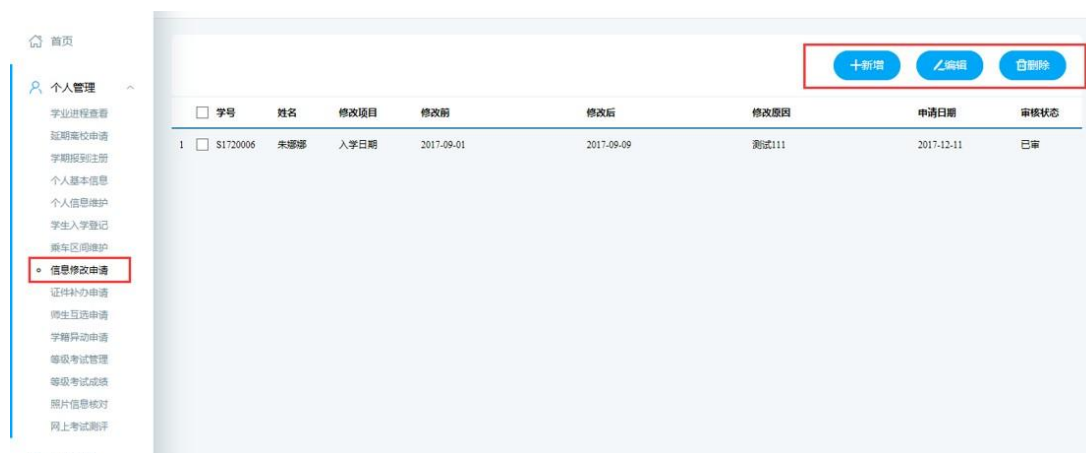 首页
个人管理
学业进程查看
延期离校申请
学期报到注册
个人基本信息
个人信息维护
学生入学登记
乘车区间维护
信息修改申请
证件补办申请
师生互选申请
学籍异动申请
等级考试管理
等级考试成绩
照片信息核对
网上考试测评
十新增 编辑 删除
学号 姓名 修改项目 修改前 修改后 修改原因 申请日期 审核状态
1 S1720006 朱娜娜 入学日期 2017-09-01 2017-09-09 测试111 2017-12-11 已审